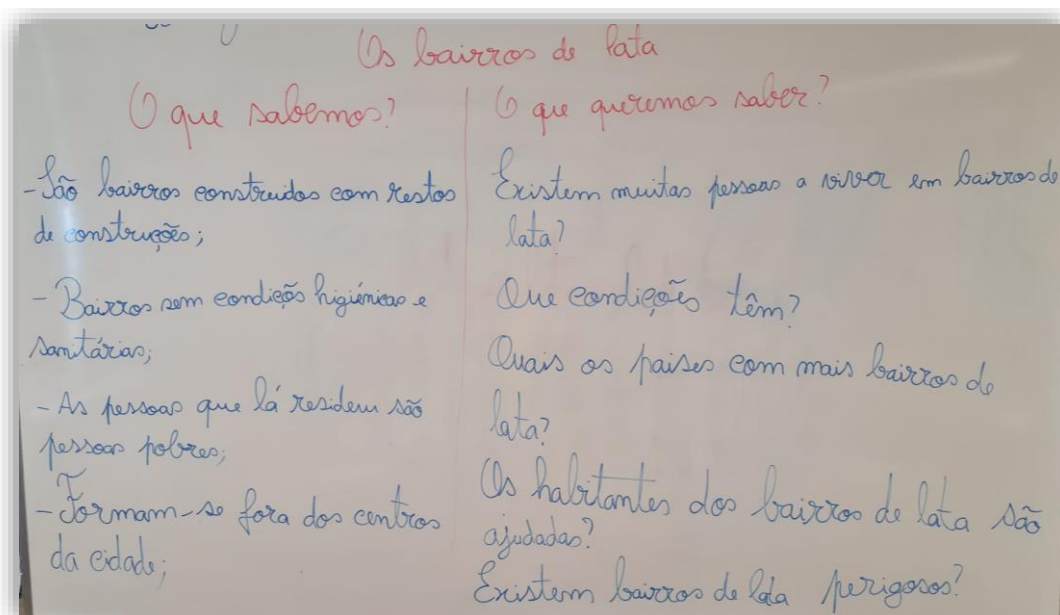 Os bairros de lata
O que sabemos?
- São bairros construidos com restos
de construções;
- Bairros sem condições higiénicas e
sanitárias;
- As pessoas que lá residem são
pessoas pobres;
- Formam-se fora dos centros
da cidade;
O que queremos saber?
Existem muitas pessoas a viver em bairros de
lata?
Que condições têm?
Quais os paises com mais bairros de
lata?
Os habitantes dos bairros de lata são
ajudadas?
Existem bairros de lata perigosos?